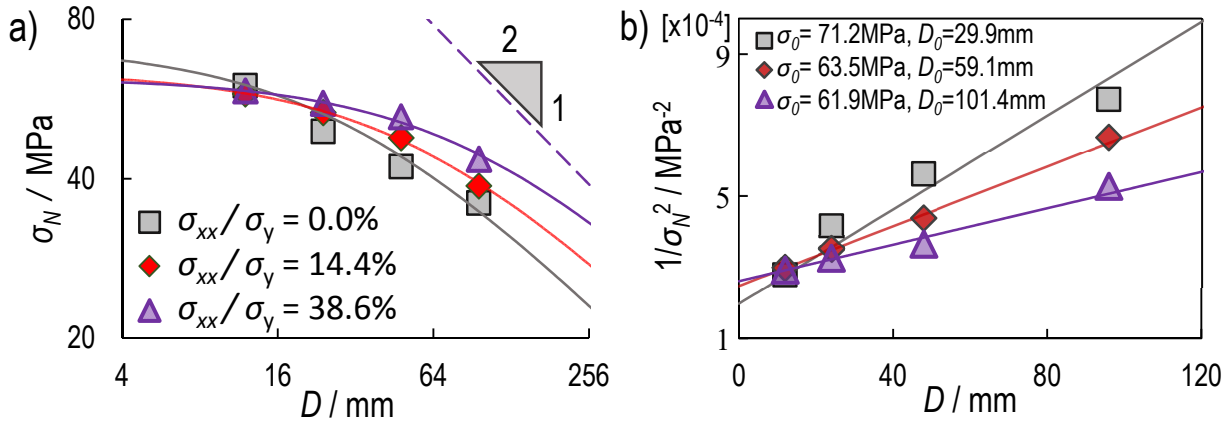 a)
80
40
20
σN / MPa
4
16
64
256
D / mm
2
1
σxx / σy = 0.0%
σxx / σy = 14.4%
σxx / σy = 38.6%
b)
[x10-4]
9
5
1
1/σN2 / MPa-2
0
40
80
120
D / mm
σ0= 71.2MPa, D0=29.9mm
σ0= 63.5MPa, D0=59.1mm
σ0= 61.9MPa, D0=101.4mm